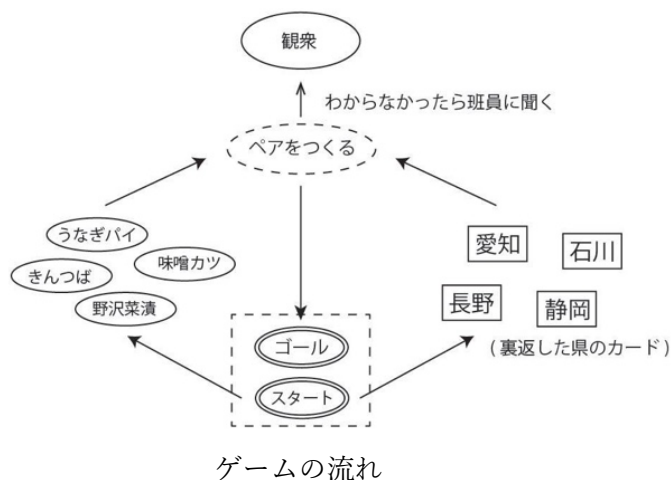 観衆
わからなかったら班員に聞く
ペアをつくる
うなぎパイ
味噌カツ
きんつば
野沢菜漬
愛知
石川
長野
静岡
(裏返した県のカード)
ゴール
スタート
ゲームの流れ